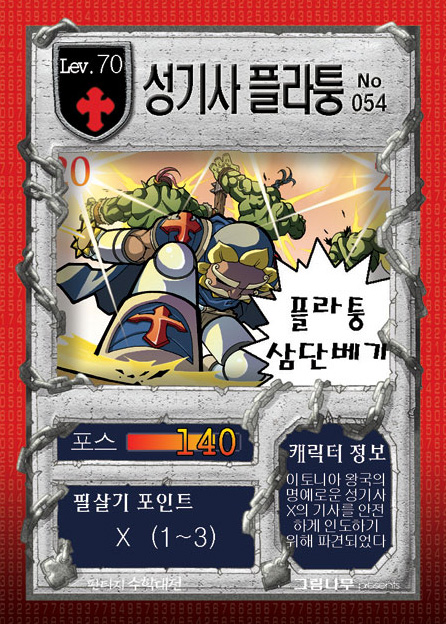 Lev. 70
성기사 플라퉁
No
054
플라퉁
삼단베기
포스 140
캐릭터 정보
이토니아 왕국의
명예로운 성기사
X의 기사를 안전
하게 인도하기
위해 파견되었다
필살기 포인트
X (1~3)
판타지 수학대전
그림나무 presents